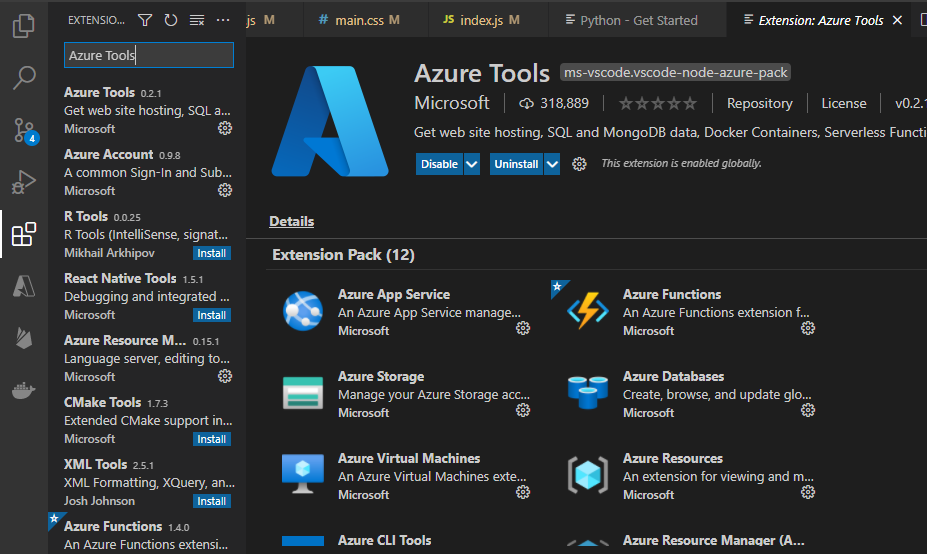 EXTENSIO...
Azure Tools
Azure Tools 0.2.1
Get web site hosting, SQL a...
Microsoft
Azure Account 0.9.8
A common Sign-In and Sub...
Microsoft
R Tools 0.0.25
R Tools (IntelliSense, signat...
Mikhail Arkhipov Install
React Native Tools 1.5.1
Debugging and integrated ...
Microsoft Install
Azure Resource M... 0.15.1
Language server, editing to...
Microsoft
CMake Tools 1.7.3
Extended CMake support in...
Microsoft Install
XML Tools 2.5.1
XML Formatting, XQuery, an...
Josh Johnson Install
Azure Functions 1.4.0
An Azure Functions extensi...
4
js M # main.css M JS index.js M Python - Get Started Extension: Azure Tools
Azure Tools ms-vscode.vscode-node-azure-pack
Microsoft 318,889 Repository License v0.2.1
Get web site hosting, SQL and MongoDB data, Docker Containers, Serverless Functi
Disable Uninstall This extension is enabled globally.
Details
Extension Pack (12)
Azure App Service
An Azure App Service manage...
Microsoft
Azure Functions
An Azure Functions extension f...
Microsoft
Azure Storage
Manage your Azure Storage acc...
Microsoft
Azure Databases
Create, browse, and update glo...
Microsoft
Azure Virtual Machines
An Azure Virtual Machines exte...
Microsoft
Azure Resources
An extension for viewing and m...
Microsoft
Azure CLI Tools
Azure Resource Manager (A...